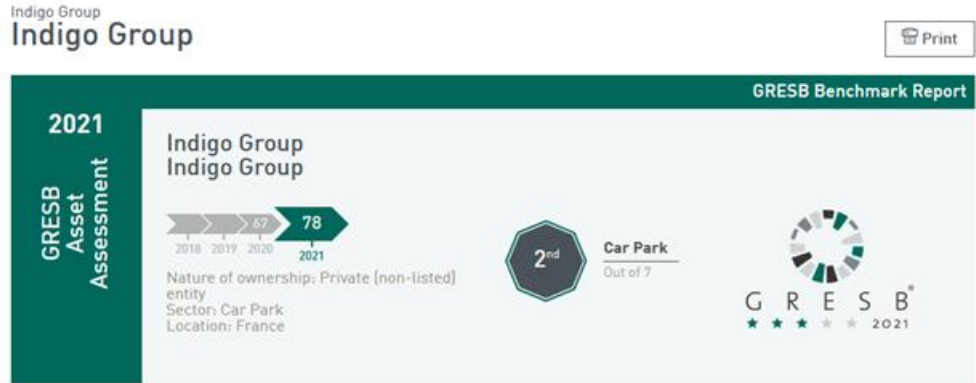 Indigo Group
Indigo Group
Print
GRESB Benchmark Report
2021
GRESB
Asset
Assessment
Indigo Group
Indigo Group
67
78
2018 2019 2020
2021
Nature of ownership: Private (non-listed)
entity
Sector: Car Park
Location: France
2nd
Car Park
Out of 7
G R E S B®
2021